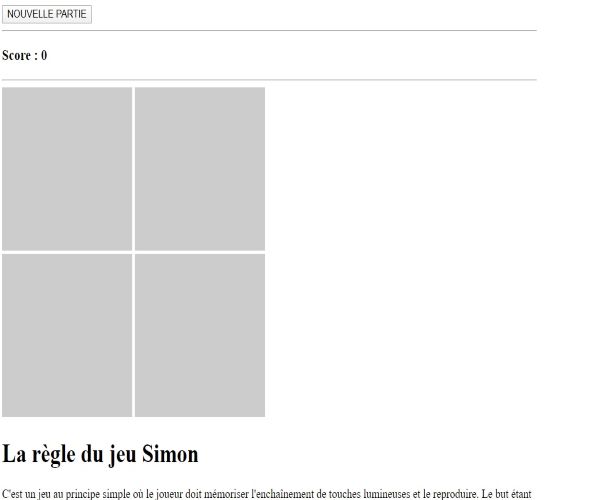 NOUVELLE PARTIE
Score : 0
La règle du jeu Simon
C'est un jeu au principe simple où le joueur doit mémoriser l'enchaînement de touches lumineuses et le reproduire. Le but étant